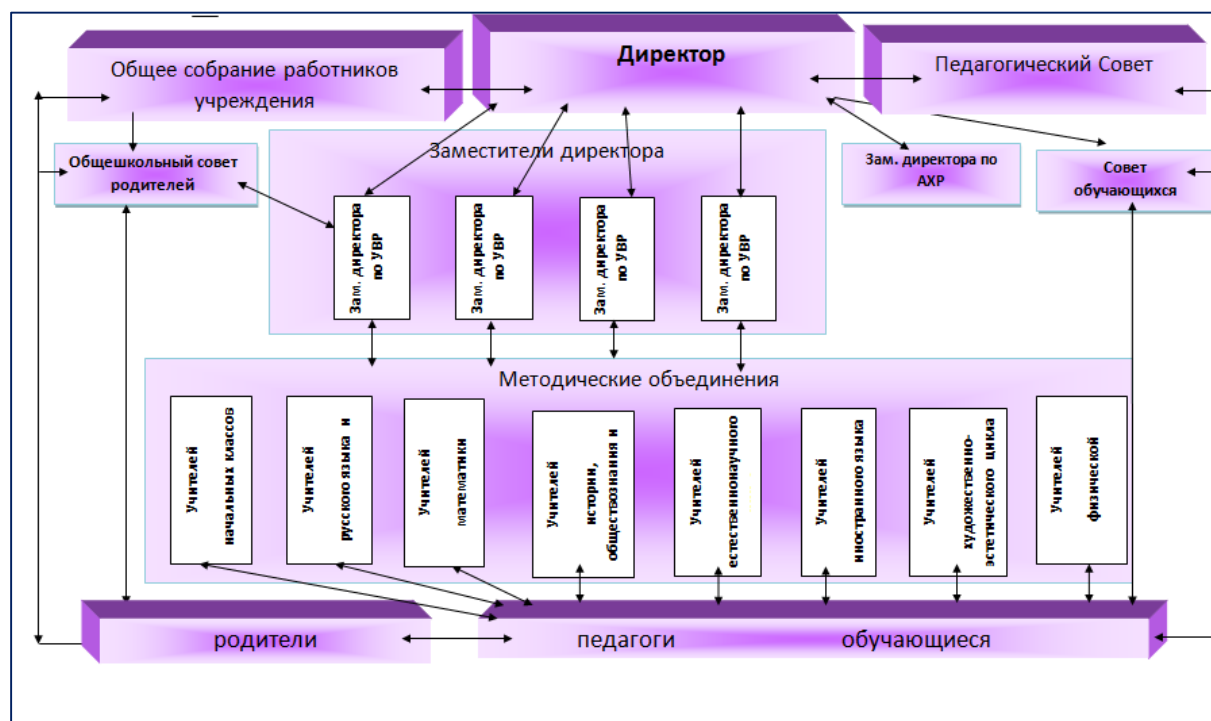 Общее собрание работников
учреждения
Директор
Педагогический Совет
Общешкольный совет
родителей
Заместители директора
Зам. директора по
АХР
Совет
обучающихся
Зам. директора
по УВР
Зам. директора
по УВР
Зам. директора
по УВР
Зам. директора
по УВР
Методические объединения
Учителей
начальных классов
Учителей
русского языка и
Учителей
математики
Учителей
истории,
обществознания и
Учителей
естественнонаучного
Учителей
иностранного языка
Учителей
художественно-
эстетического цикла
Учителей
физической
родители
педагоги обучающиеся